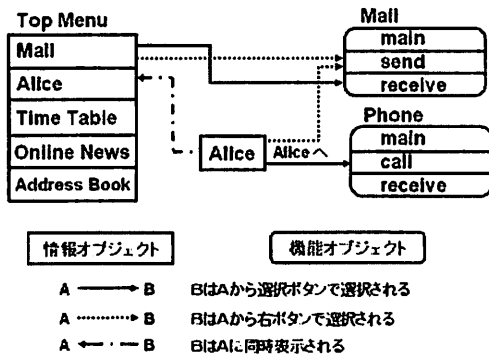 Top Menu
Mail
Alice
Time Table
Online News
Address Book
Mail
main
send
receive
Alice
Aliceへ
Phone
main
call
receive
情報オブジェクト
機能オブジェクト
A B BはAから選択ボタンで選択される
A B BはAから右ボタンで選択される
A B BはAに同時表示される